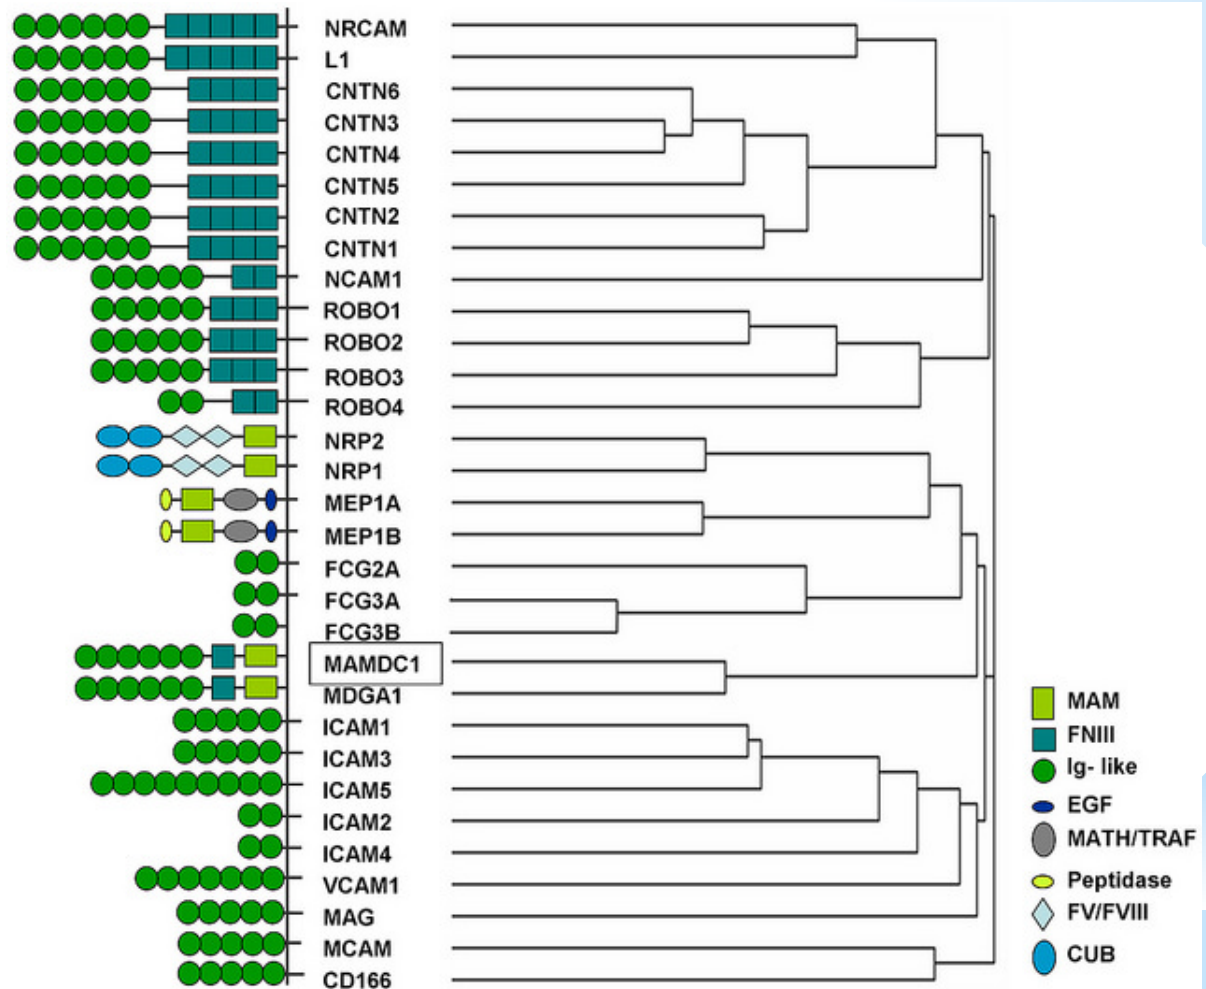 NRCAM
L1
CNTN6
CNTN3
CNTN4
CNTN5
CNTN2
CNTN1
NCAM1
ROBO1
ROBO2
ROBO3
ROBO4
NRP2
NRP1
MEP1A
MEP1B
FCG2A
FCG3A
FCG3B
MAMDC1
MDGA1
ICAM1
ICAM3
ICAM5
ICAM2
ICAM4
VCAM1
MAG
MCAM
CD166
MAM
FNIII
Ig- like
EGF
MATH/TRAF
Peptidase
FV/FVIII
CUB